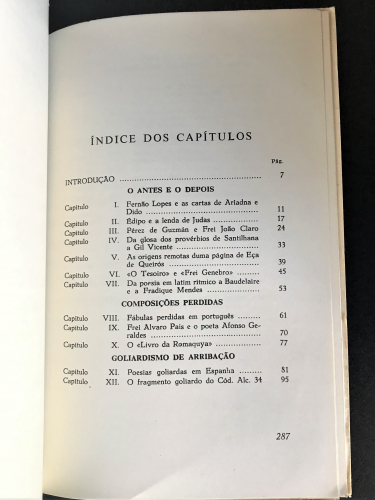 ÍNDICE DOS CAPÍTULOS
Pág.
INTRODUÇÃO ........ 7
O ANTES E O DEPOIS
Capítulo I. Fernão Lopes e as cartas de Ariadna e
Dido ........ 11
Capítulo II. Édipo e a lenda de Judas ........ 17
Capítulo III. Pérez de Guzmán e Frei João Claro 24
Capítulo IV. Da glosa dos provérbios de Santilhana
a Gil Vicente ........ 33
Capítulo V. As origens remotas duma página de Eça
de Queirós ........ 39
Capítulo VI. «O Tesoiro» e «Frei Genebro» ........ 45
Capítulo VII. Da poesia em latim rítmico a Baudelaire
e a Fradique Mendes ........ 53
COMPOSIÇÕES PERDIDAS
Capítulo VIII. Fábulas perdidas em português ........ 61
Capítulo IX. Frei Álvaro Pais e o poeta Afonso Ge-
raldes ........ 70
Capítulo X. O «Livro da Romaquya» ........ 77
GOLIARDISMO DE ARRIBAÇÃO
Capítulo XI. Poesias goliardas em Espanha ........ 81
Capítulo XII. O fragmento goliardo do Cód. Alc. 34 95
287